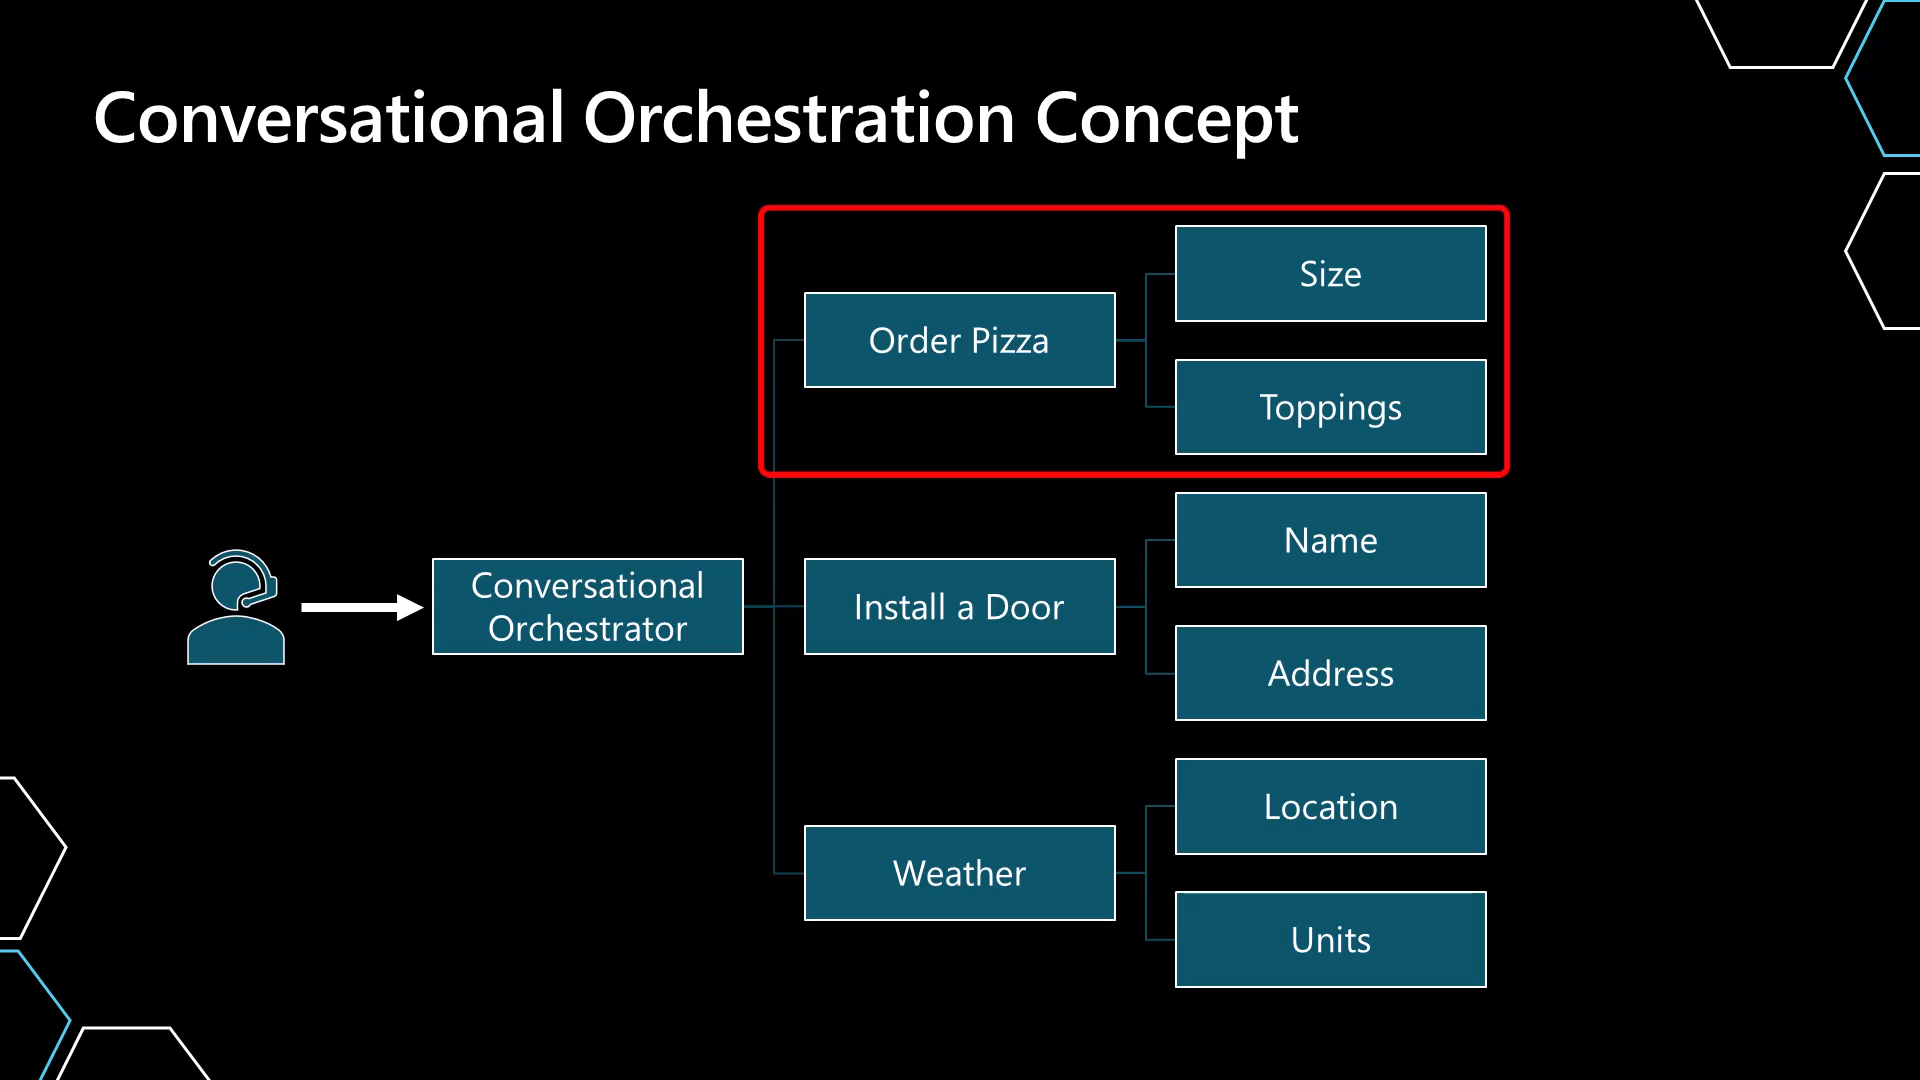 Conversational Orchestration Concept
Size
Order Pizza
Toppings
Name
Conversational
Orchestrator
Install a Door
Address
Location
Weather
Units